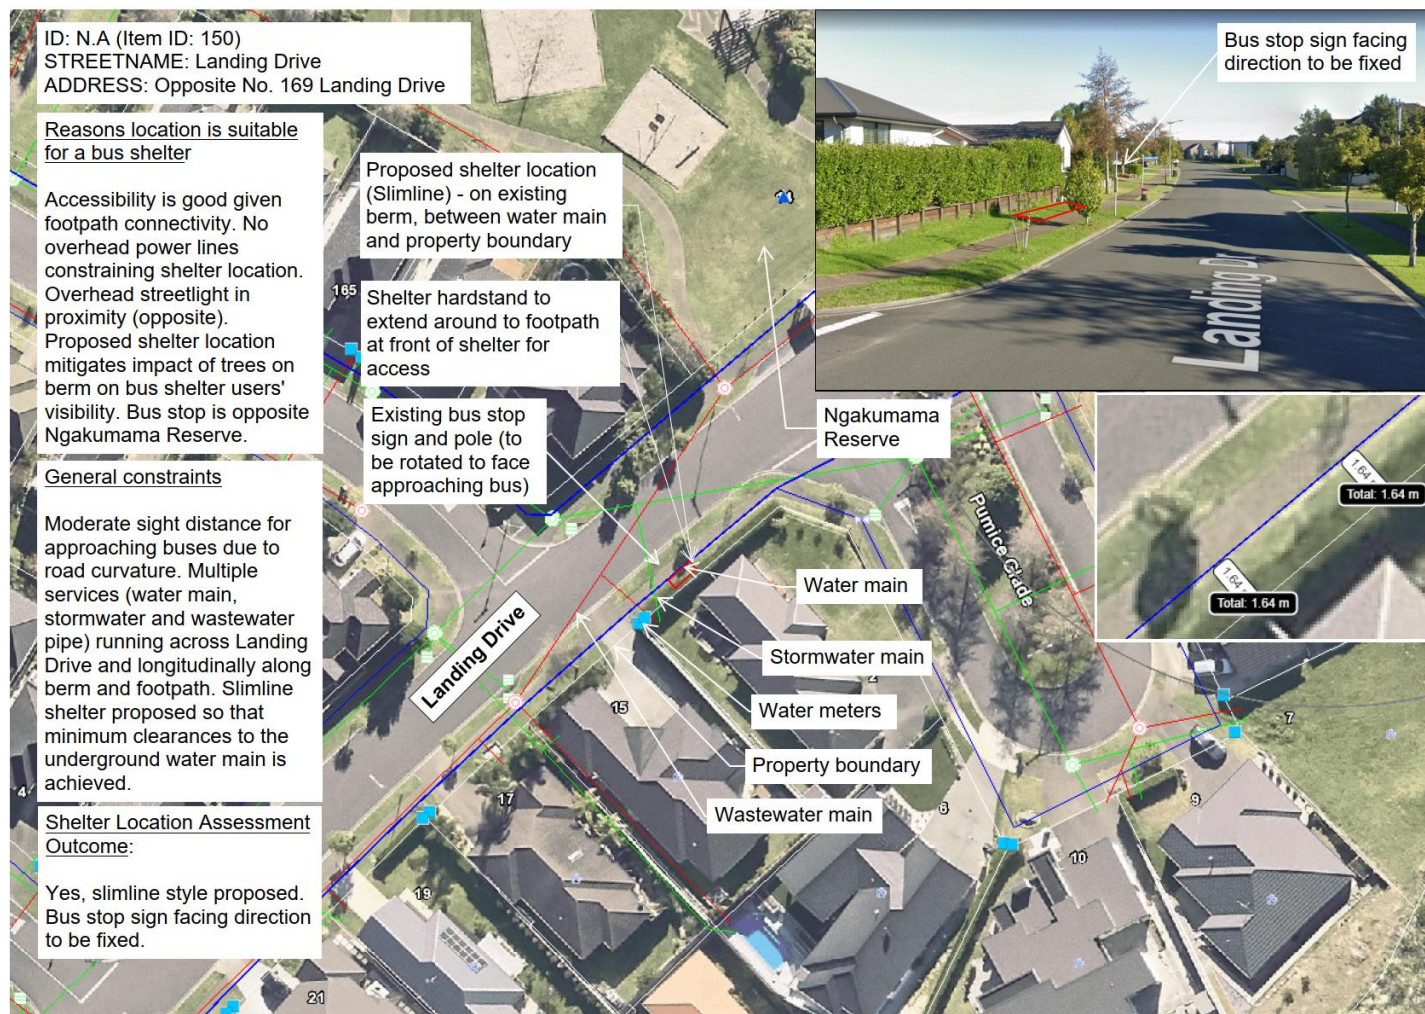 ID: N.A (Item ID: 150)
STREETNAME: Landing Drive
ADDRESS: Opposite No. 169 Landing Drive
Reasons location is suitable
for a bus shelter
Accessibility is good given
footpath connectivity. No
overhead power lines
constraining shelter location.
Overhead streetlight in
proximity (opposite).
Proposed shelter location
mitigates impact of trees on
berm on bus shelter users'
visibility. Bus stop is opposite
Ngakumama Reserve.
General constraints
Moderate sight distance for
approaching buses due to
road curvature. Multiple
services (water main,
stormwater and wastewater
pipe) running across Landing
Drive and longitudinally along
berm and footpath. Slimline
shelter proposed so that
minimum clearances to the
underground water main is
achieved.
Shelter Location Assessment
Outcome:
Yes, slimline style proposed.
Bus stop sign facing direction
to be fixed.
Proposed shelter location
(Slimline) - on existing
berm, between water main
and property boundary
Shelter hardstand to
extend around to footpath
at front of shelter for
access
Existing bus stop
sign and pole (to
be rotated to face
approaching bus)
Bus stop sign facing
direction to be fixed
Landing Dr
Ngakumama
Reserve
1.64
Total: 1.64 m
1.64
Total: 1.64 m
Pumice Glade
Landing Drive
Water main
Stormwater main
Water meters
Property boundary
Wastewater main
165
15
17
19
21
4
2
6
10
9
7